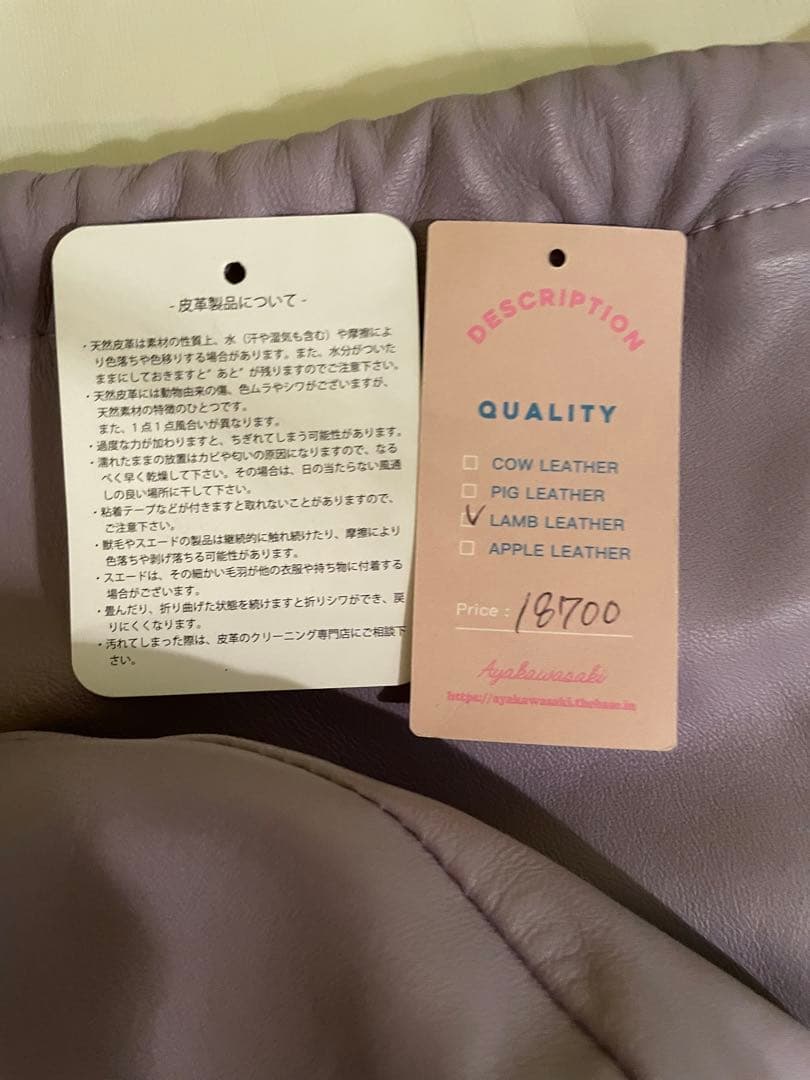 - 皮革製品について -
・天然皮革は素材の性質上、水（汗や湿気も含む）や摩擦によ
り色落ちや色移りする場合があります。また、水分がついた
ままにしておきますと”あと”が残りますのでご注意下さい。
・天然皮革には動物由来の傷、色ムラやシワがございますが、
天然素材の特徴のひとつです。
また、1点1点風合いが異なります。
・過度な力が加わりますと、ちぎれてしまう可能性があります。
・濡れたままの放置はカビや匂いの原因になりますので、なる
べく早く乾燥して下さい。その場合は、日の当たらない風通
しの良い場所に干して下さい。
・粘着テープなどが付きますと取れないことがありますので、
ご注意下さい。
・獣毛やスエードの製品は継続的に触れ続けたり、摩擦により
色落ちや剥げ落ちる可能性があります。
・スエードは、その細かい毛羽が他の衣服や持ち物に付着する
場合がございます。
・畳んだり、折り曲げた状態を続けますと折りシワができ、戻
りにくくなります。
・汚れてしまった際は、皮革のクリーニング専門店にご相談下
さい。
DESCRIPTION
QUALITY
COW LEATHER
PIG LEATHER
LAMB LEATHER
APPLE LEATHER
Price : 18700
Ayakawasaki
https://ayakawasaki.thebase.in